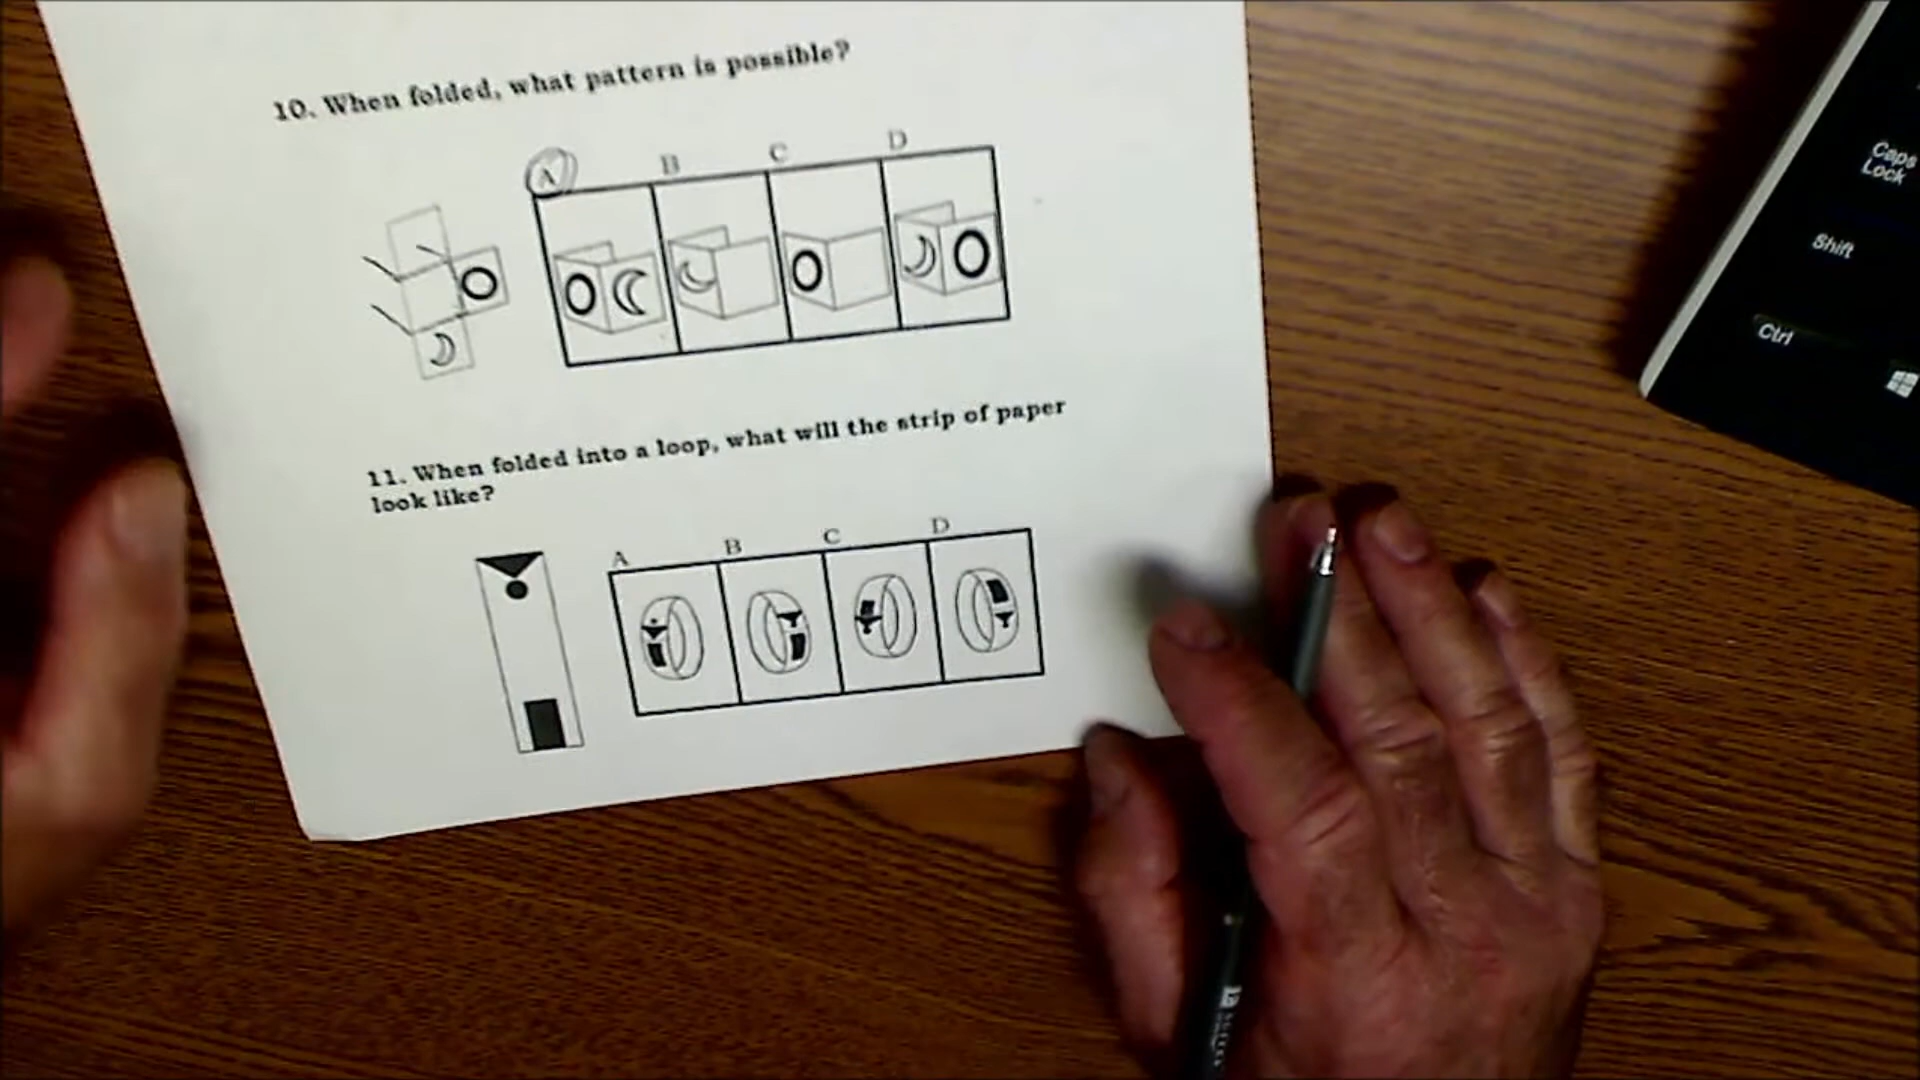 10. When folded, what pattern is possible?
A B C D
11. When folded into a loop, what will the strip of paper
look like?
A B C D
Caps
Lock
Shift
Ctrl